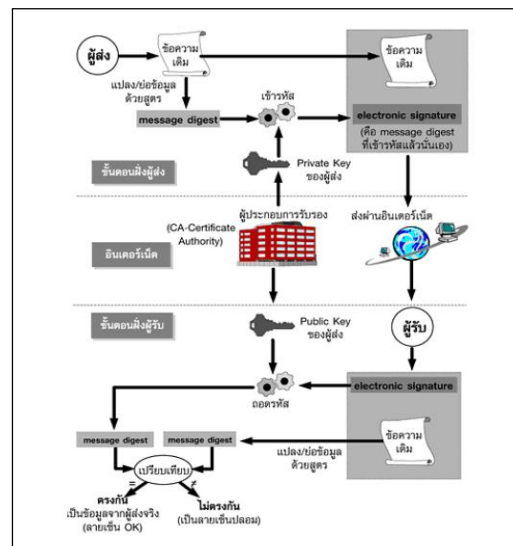 ผู้ส่ง
ข้อความ
เดิม
ข้อความ
เดิม
แปลง/ย่อข้อมูล
ด้วยสูตร
เข้ารหัส
message digest
electronic signature
(คือ message digest
ที่เข้ารหัสแล้วนั่นเอง)
Private Key
ของผู้ส่ง
ขั้นตอนฝั่งผู้ส่ง
ผู้ประกอบการรับรอง
(CA-Certificate
Authority)
ส่งผ่านอินเตอร์เน็ต
อินเตอร์เน็ต
ขั้นตอนฝั่งผู้รับ
Public Key
ของผู้ส่ง
ผู้รับ
electronic signature
ถอดรหัส
message digest
message digest
ข้อความ
เดิม
แปลง/ย่อข้อมูล
ด้วยสูตร
เปรียบเทียบ
=
≠
ตรงกัน
เป็นข้อมูลจากผู้ส่งจริง
(ลายเซ็น OK)
ไม่ตรงกัน
(เป็นลายเซ็นปลอม)